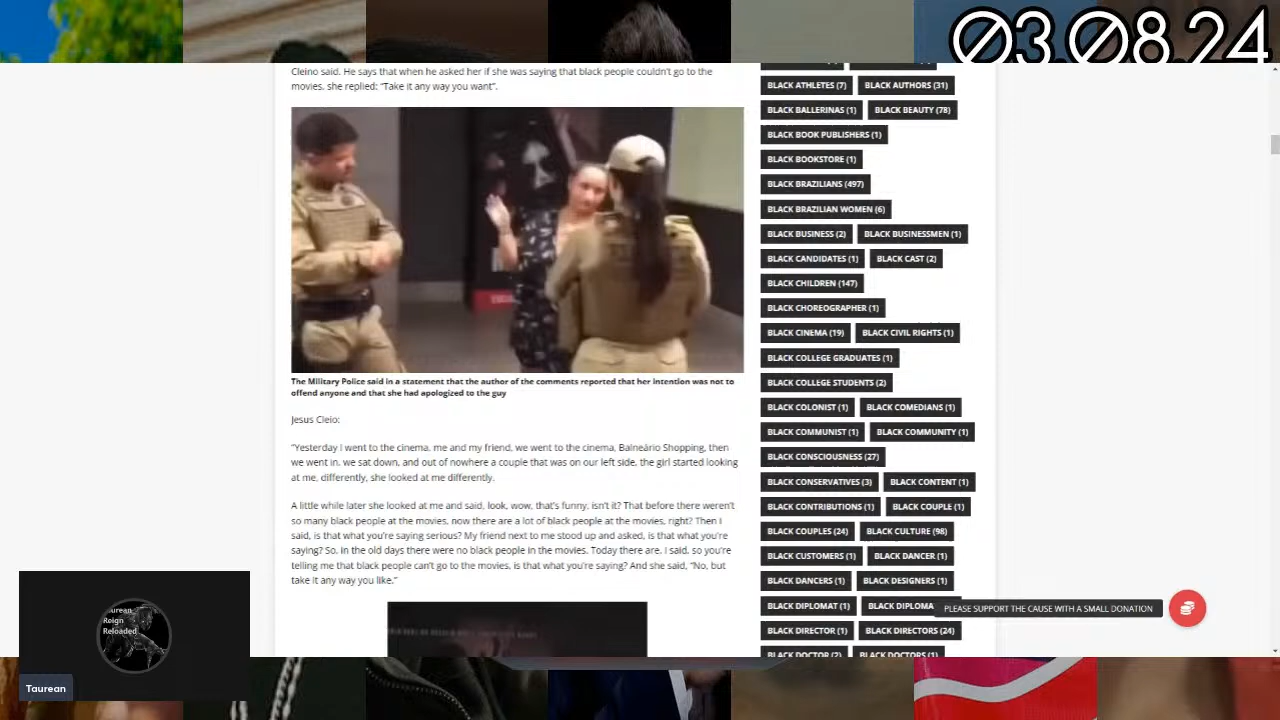 03.08.24
Cleino said. He says that when he asked her if she was saying that black people couldn't go to the
movies, she replied: "Take it any way you want".
The Military Police said in a statement that the author of the comments reported that her intention was not to
offend anyone and that she had apologized to the guy
Jesus Cleio:
"Yesterday I went to the cinema, me and my friend, we went to the cinema, Balneário Shopping, then
we went in, we sat down, and out of nowhere a couple that was on our left side, the girl started looking
at me, differently, she looked at me differently.
A little while later she looked at me and said, look, wow, that's funny, isn't it? That before there weren't
so many black people at the movies, now there are a lot of black people at the movies, right? Then I
said, is that what you're saying serious? My friend next to me stood up and asked, is that what you're
saying? So, in the old days there were no black people in the movies. Today there are. I said, so you're
telling me that black people can't go to the movies, is that what you're saying? And she said, "No, but
take it any way you like."
BLACK ATHLETES (7) BLACK AUTHORS (31)
BLACK BALLERINAS (1) BLACK BEAUTY (78)
BLACK BOOK PUBLISHERS (1)
BLACK BOOKSTORE (1)
BLACK BRAZILIANS (497)
BLACK BRAZILIAN WOMEN (6)
BLACK BUSINESS (2) BLACK BUSINESSMEN (1)
BLACK CANDIDATES (1) BLACK CAST (2)
BLACK CHILDREN (147)
BLACK CHOREOGRAPHER (1)
BLACK CINEMA (19) BLACK CIVIL RIGHTS (1)
BLACK COLLEGE GRADUATES (1)
BLACK COLLEGE STUDENTS (2)
BLACK COLONIST (1) BLACK COMEDIANS (1)
BLACK COMMUNIST (1) BLACK COMMUNITY (1)
BLACK CONSCIOUSNESS (27)
BLACK CONSERVATIVES (3) BLACK CONTENT (1)
BLACK CONTRIBUTIONS (1) BLACK COUPLE (1)
BLACK COUPLES (24) BLACK CULTURE (98)
BLACK CUSTOMERS (1) BLACK DANCER (1)
BLACK DANCERS (1) BLACK DESIGNERS (1)
BLACK DIPLOMAT (1) BLACK DIPLOMA
PLEASE SUPPORT THE CAUSE WITH A SMALL DONATION
BLACK DIRECTOR (1) BLACK DIRECTORS (24)
BLACK DOCTOR (2) BLACK DOCTORS (1)
Reign
Reloaded
Taurean